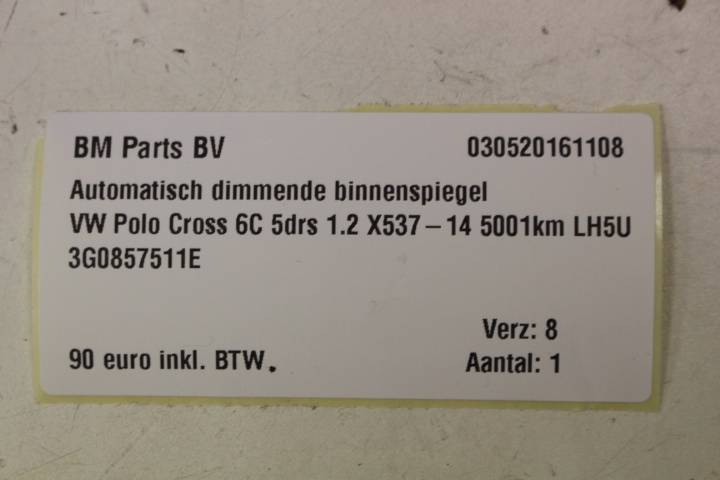 BM Parts BV 030520161108
Automatisch dimmende binnenspiegel
VW Polo Cross 6C 5drs 1.2 X537-14 5001km LH5U
3G0857511E
Verz: 8
90 euro inkl. BTW. Aantal: 1